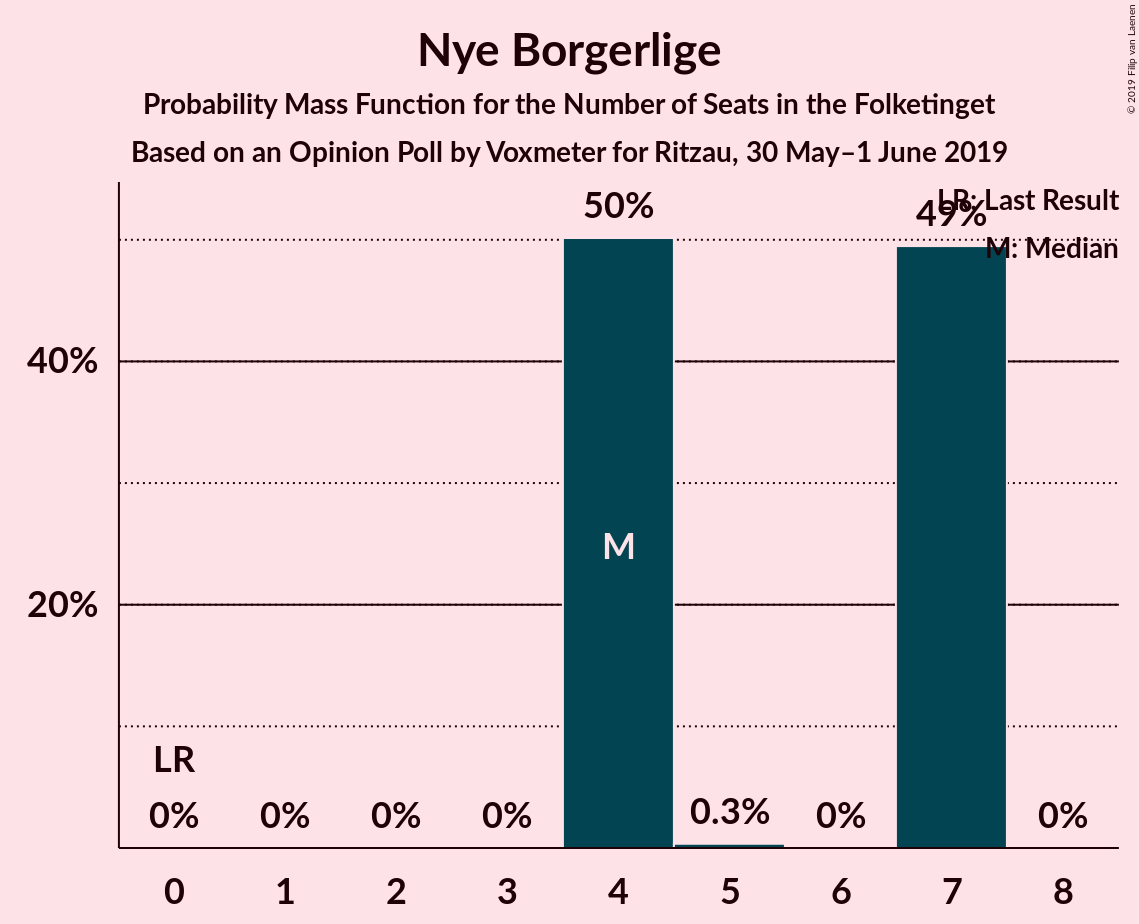 Nye Borgerlige
Probability Mass Function for the Number of Seats in the Folketinget
Based on an Opinion Poll by Voxmeter for Ritzau, 30 May–1 June 2019
© 2019 Filip van Laenen
LR: Last Result
M: Median
50%
49%
40%
M
20%
LR
0%
0%
0%
0%
0.3%
0%
0%
0
1
2
3
4
5
6
7
8